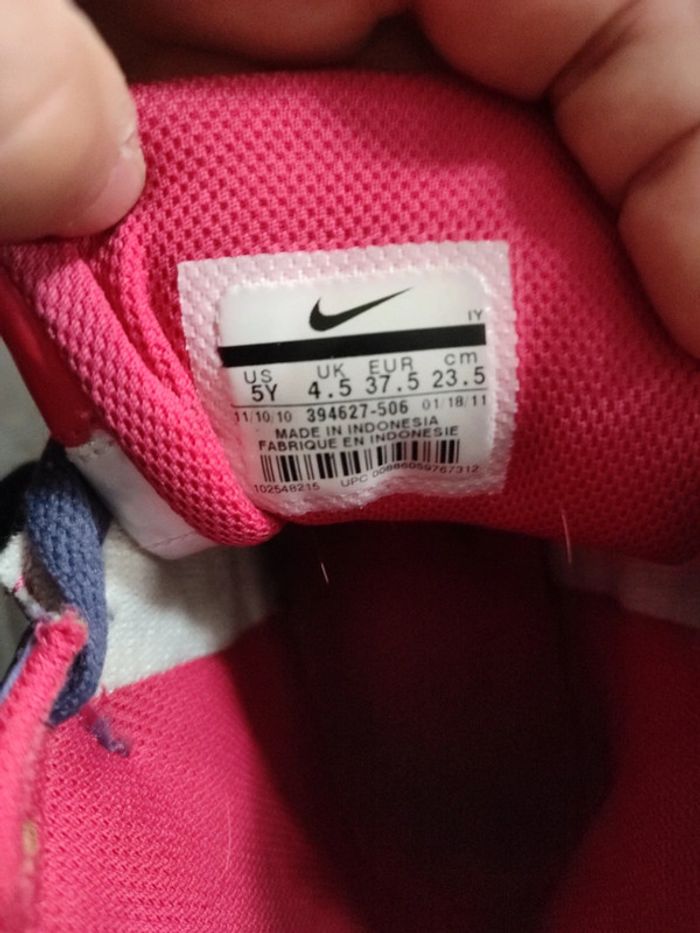 IY
US UK EUR cm
5Y 4.5 37.5 23.5
11/10/10 394627-506 01/18/11
MADE IN INDONESIA
FABRIQUE EN INDONESIE
102548215 UPC 00886059767312